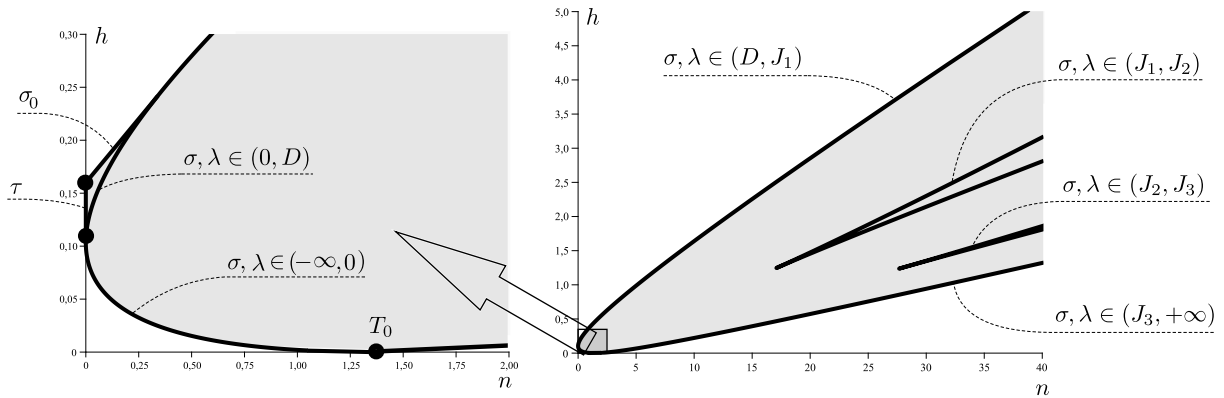 h
0,30
0,25
0,20
0,15
0,10
0,05
0
σ₀
τ
σ, λ ∈ (0, D)
σ, λ ∈ (−∞, 0)
T₀
0 0,25 0,50 0,75 1,00 1,25 1,50 1,75 2,00
n
h
5,0
4,5
4,0
3,5
3,0
2,5
2,0
1,5
1,0
0,5
0
σ, λ ∈ (D, J₁)
σ, λ ∈ (J₁, J₂)
σ, λ ∈ (J₂, J₃)
σ, λ ∈ (J₃, +∞)
0 5 10 15 20 25 30 35 40
n